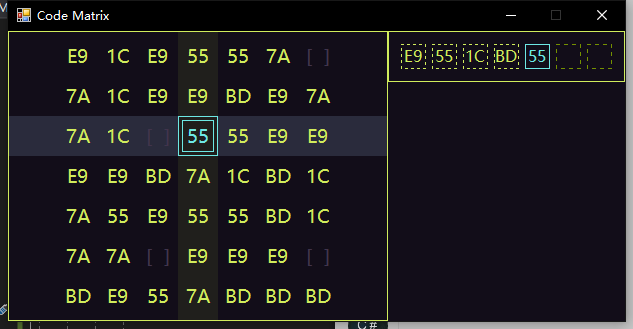 Code Matrix
E9 1C E9 55 55 7A [ ]
7A 1C E9 E9 BD E9 7A
7A 1C [ ] 55 55 E9 E9
E9 E9 BD 7A 1C BD 1C
7A 55 E9 55 55 BD 1C
7A 7A [ ] E9 E9 E9 [ ]
BD E9 55 7A BD BD BD
E9 55 1C BD 55
C#